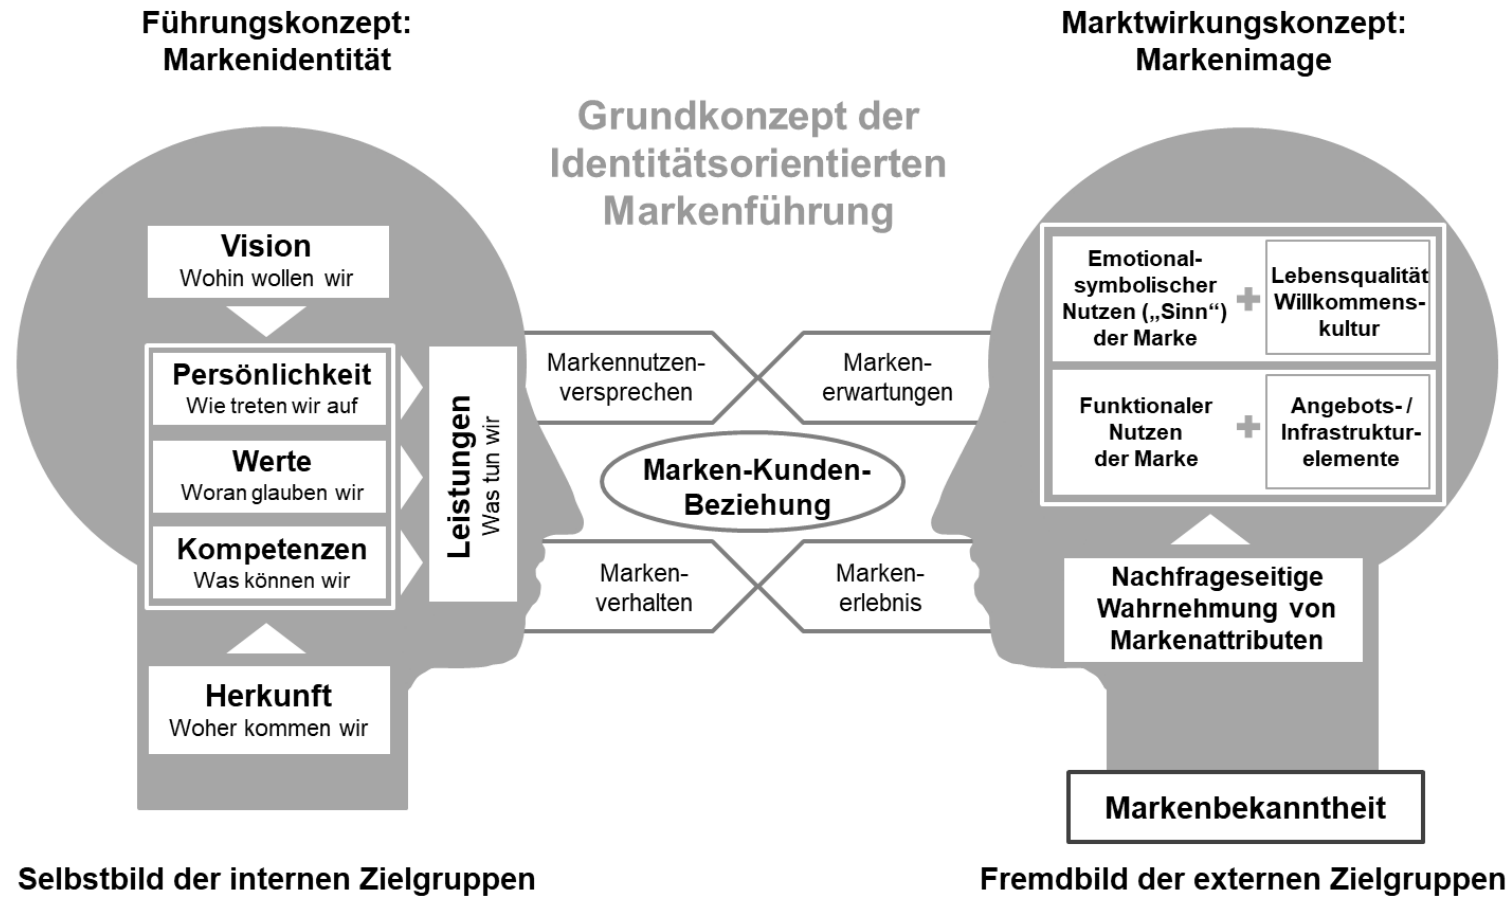 Führungskonzept:
Markenidentität
Marktwirkungskonzept:
Markenimage
Grundkonzept der
Identitätsorientierten
Markenführung
Vision
Wohin wollen wir
Persönlichkeit
Wie treten wir auf
Werte
Woran glauben wir
Kompetenzen
Was können wir
Herkunft
Woher kommen wir
Leistungen
Was tun wir
Markennutzen-
versprechen
Marken-
erwartungen
Marken-Kunden-
Beziehung
Marken-
verhalten
Marken-
erlebnis
Emotional-
symbolischer
Nutzen („Sinn“)
der Marke
+
Lebensqualität
Willkommens-
kultur
Funktionaler
Nutzen
der Marke
+
Angebots- /
Infrastruktur-
elemente
Nachfrageseitige
Wahrnehmung von
Markenattributen
Markenbekanntheit
Selbstbild der internen Zielgruppen
Fremdbild der externen Zielgruppen